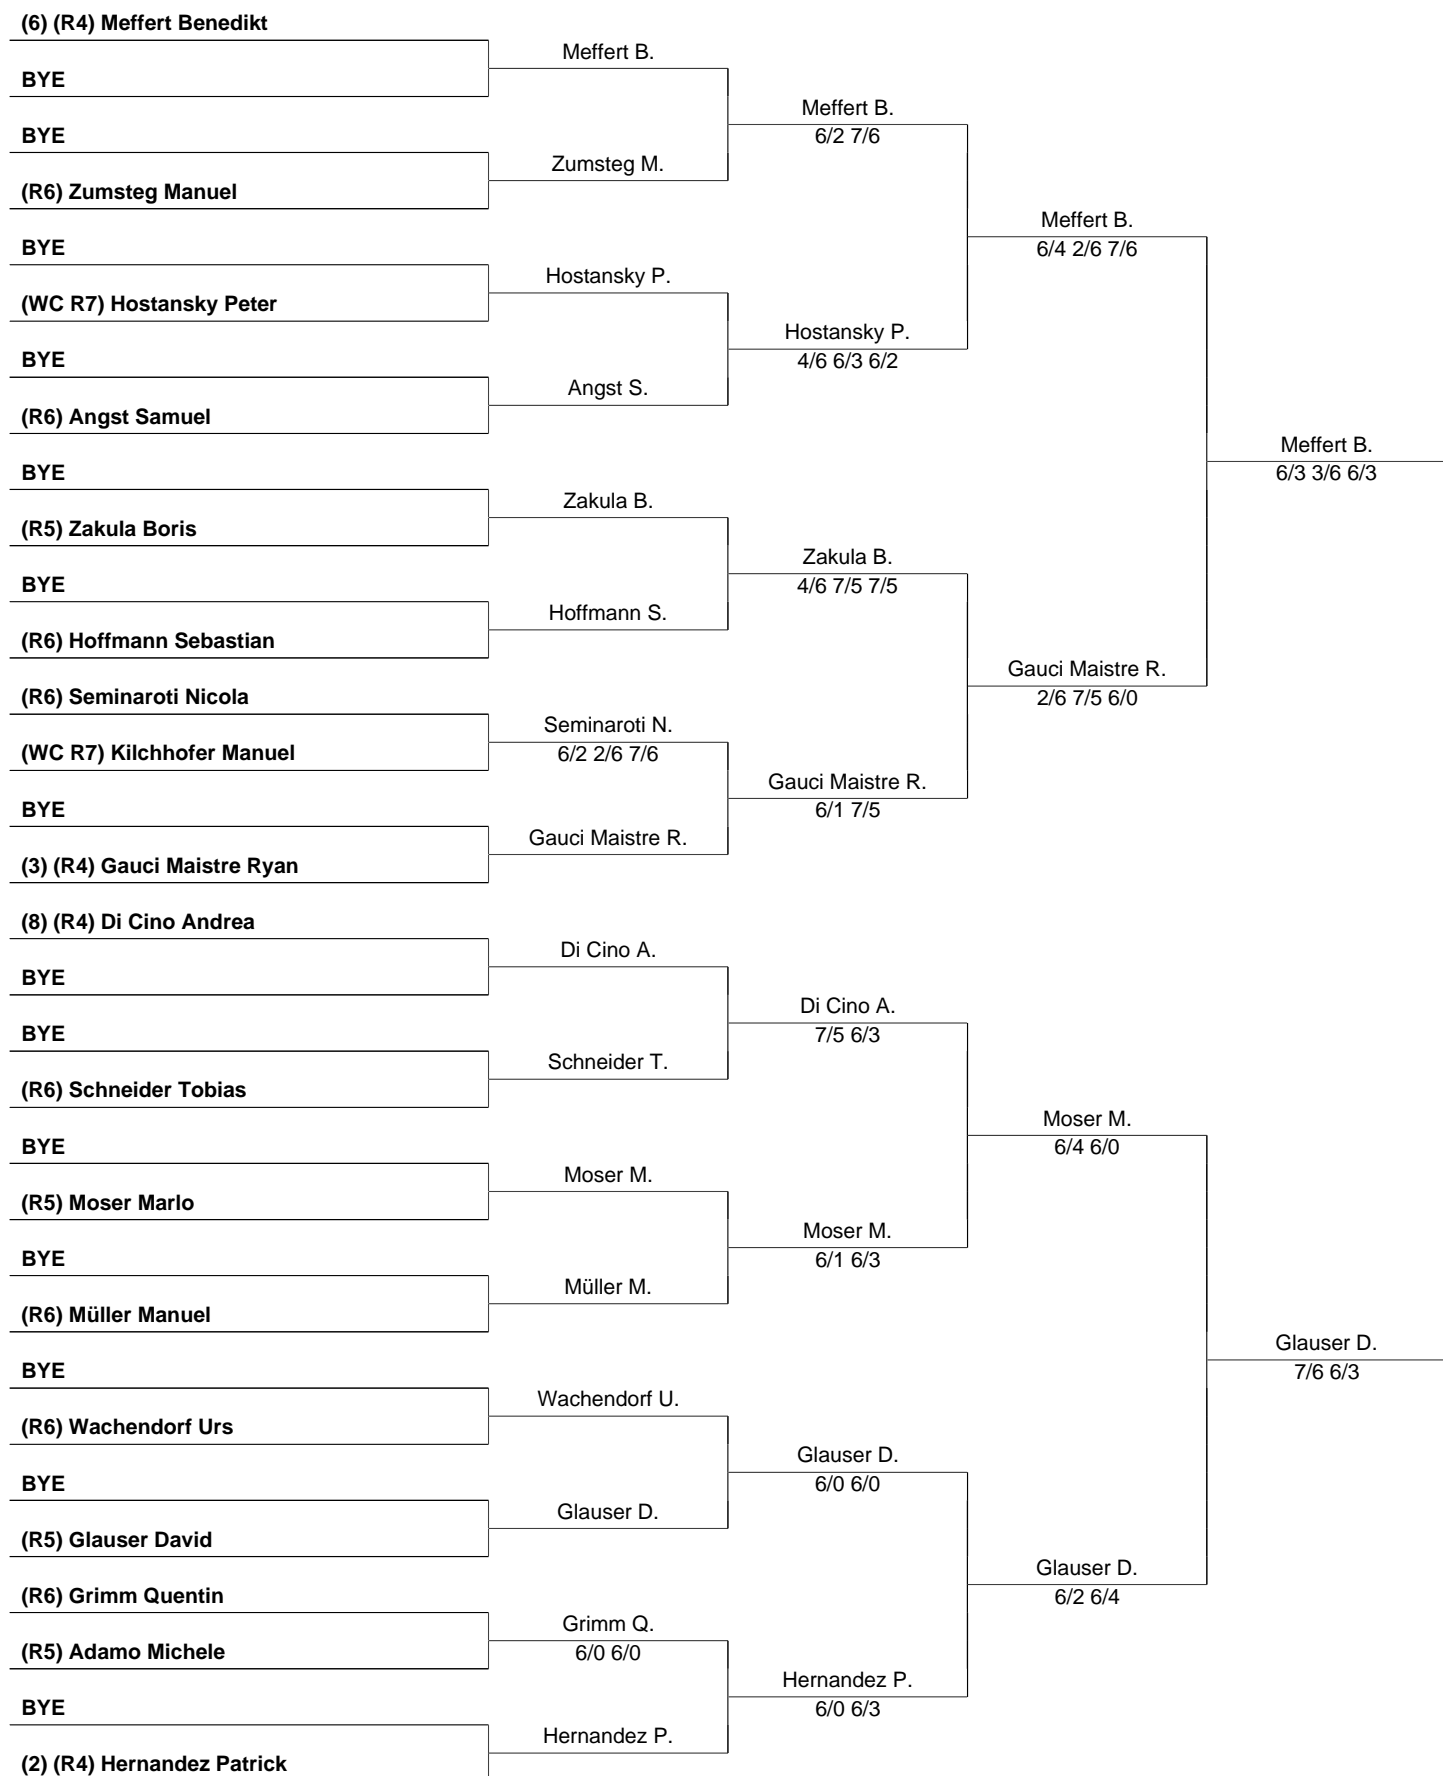 (6) (R4) Meffert Benedikt
BYE
BYE
(R6) Zumsteg Manuel
BYE
(WC R7) Hostansky Peter
BYE
(R6) Angst Samuel
BYE
(R5) Zakula Boris
BYE
(R6) Hoffmann Sebastian
(R6) Seminaroti Nicola
(WC R7) Kilchhofer Manuel
BYE
(3) (R4) Gauci Maistre Ryan
(8) (R4) Di Cino Andrea
BYE
BYE
(R6) Schneider Tobias
BYE
(R5) Moser Marlo
BYE
(R6) Müller Manuel
BYE
(R6) Wachendorf Urs
BYE
(R5) Glauser David
(R6) Grimm Quentin
(R5) Adamo Michele
BYE
(2) (R4) Hernandez Patrick
Meffert B.
Zumsteg M.
Hostansky P.
Angst S.
Zakula B.
Hoffmann S.
Seminaroti N.
6/2 2/6 7/6
Gauci Maistre R.
Di Cino A.
Schneider T.
Moser M.
Müller M.
Wachendorf U.
Glauser D.
Grimm Q.
6/0 6/0
Hernandez P.
Meffert B.
6/2 7/6
Hostansky P.
4/6 6/3 6/2
Zakula B.
4/6 7/5 7/5
Gauci Maistre R.
6/1 7/5
Di Cino A.
7/5 6/3
Moser M.
6/1 6/3
Glauser D.
6/0 6/0
Hernandez P.
6/0 6/3
Meffert B.
6/4 2/6 7/6
Gauci Maistre R.
2/6 7/5 6/0
Moser M.
6/4 6/0
Glauser D.
6/2 6/4
Meffert B.
6/3 3/6 6/3
Glauser D.
7/6 6/3